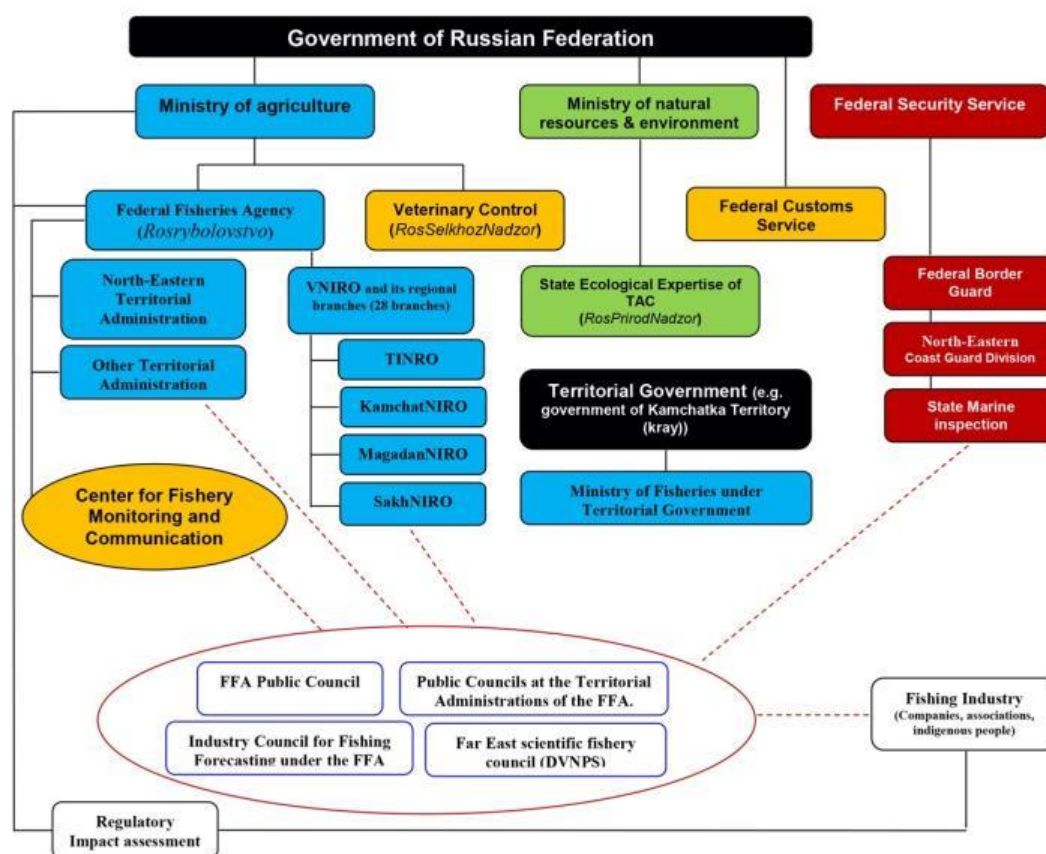 Government of Russian Federation
Ministry of agriculture
Ministry of natural
resources & environment
Federal Security Service
Federal Fisheries Agency
(Rosrybolovstvo)
Veterinary Control
(RosSelkhozNadzor)
Federal Customs
Service
North-Eastern
Territorial
Administration
VNIRO and its regional
branches (28 branches)
State Ecological Expertise of
TAC
(RosPrirodNadzor)
Federal Border
Guard
North-Eastern
Coast Guard Division
Other Territorial
Administration
TINRO
KamchatNIRO
MagadanNIRO
SakhNIRO
Territorial Government (e.g.
government of Kamchatka Territory
(kray))
State Marine
inspection
Ministry of Fisheries under
Territorial Government
Center for Fishery
Monitoring and
Communication
FFA Public Council
Public Councils at the Territorial
Administrations of the FFA.
Industry Council for Fishing
Forecasting under the FFA
Far East scientific fishery
council (DVNPS)
Fishing Industry
(Companies, associations,
indigenous people)
Regulatory
Impact assessment